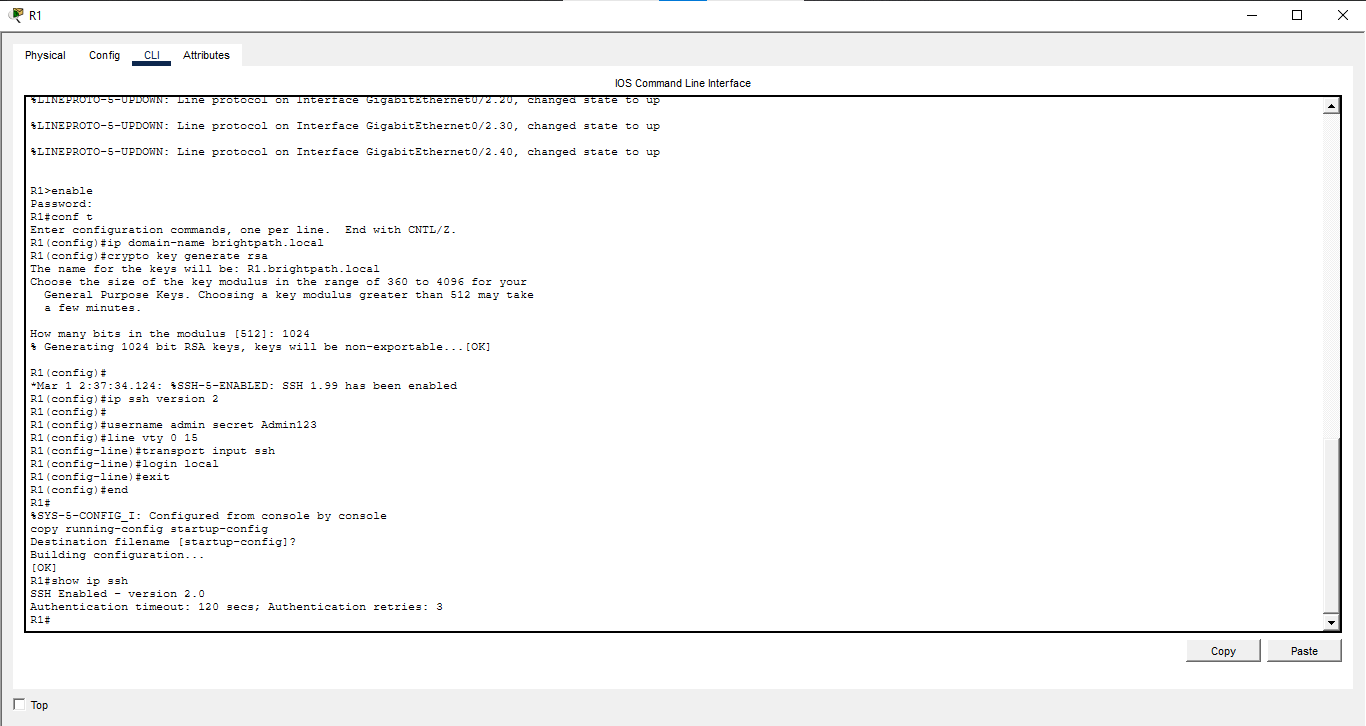 R1
Physical Config CLI Attributes
IOS Command Line Interface
%LINEPROTO-5-UPDOWN: Line protocol on Interface GigabitEthernet0/2.20, changed state to up
%LINEPROTO-5-UPDOWN: Line protocol on Interface GigabitEthernet0/2.30, changed state to up
%LINEPROTO-5-UPDOWN: Line protocol on Interface GigabitEthernet0/2.40, changed state to up
R1>enable
Password:
R1#conf t
Enter configuration commands, one per line.  End with CNTL/Z.
R1(config)#ip domain-name brightpath.local
R1(config)#crypto key generate rsa
The name for the keys will be: R1.brightpath.local
Choose the size of the key modulus in the range of 360 to 4096 for your
  General Purpose Keys. Choosing a key modulus greater than 512 may take
  a few minutes.
How many bits in the modulus [512]: 1024
% Generating 1024 bit RSA keys, keys will be non-exportable...[OK]
R1(config)#
*Mar 1 2:37:34.124: %SSH-5-ENABLED: SSH 1.99 has been enabled
R1(config)#ip ssh version 2
R1(config)#
R1(config)#username admin secret Admin123
R1(config)#line vty 0 15
R1(config-line)#transport input ssh
R1(config-line)#login local
R1(config-line)#exit
R1(config)#end
R1#
%SYS-5-CONFIG_I: Configured from console by console
copy running-config startup-config
Destination filename [startup-config]?
Building configuration...
[OK]
R1#show ip ssh
SSH Enabled - version 2.0
Authentication timeout: 120 secs; Authentication retries: 3
R1#
Copy Paste
Top